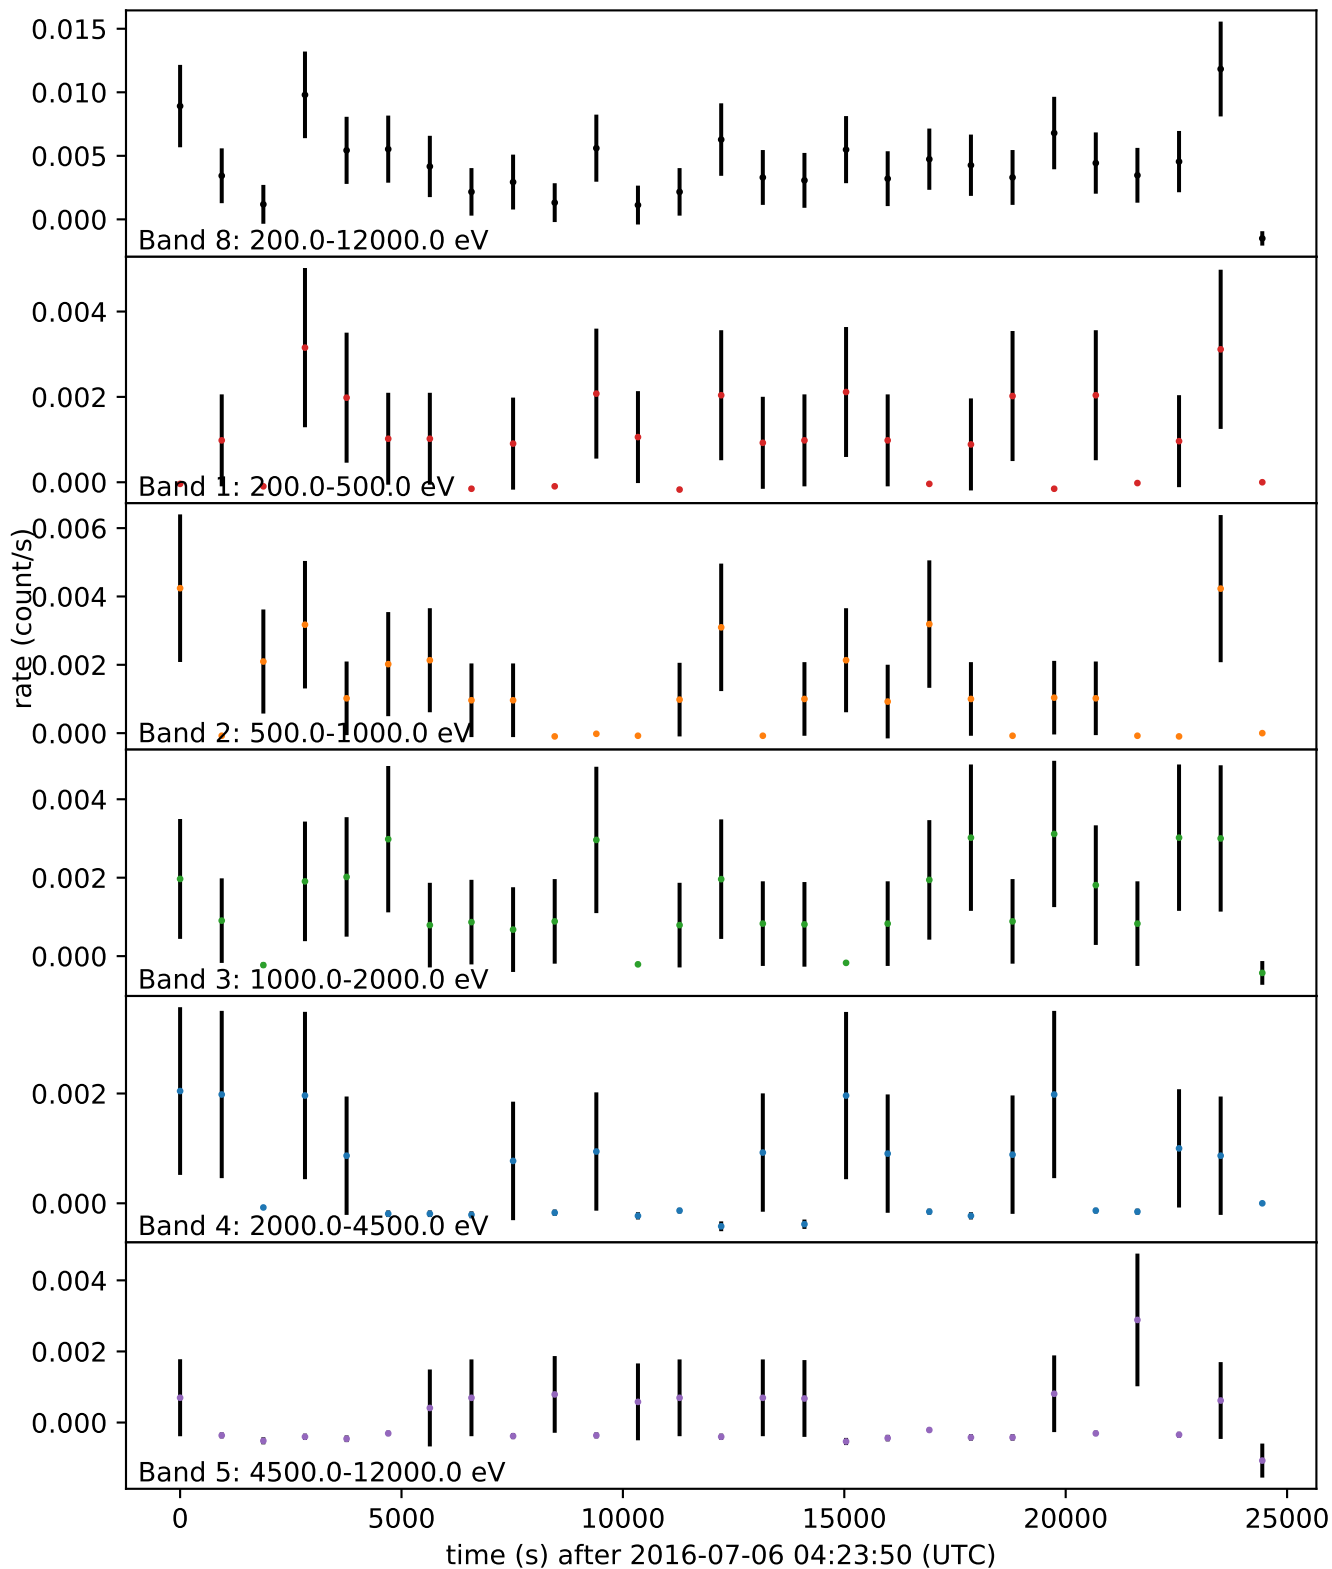 0.015
0.010
0.005
0.000
Band 8: 200.0-12000.0 eV
0.004
0.002
0.000
Band 1: 200.0-500.0 eV
rate (count/s)
0.006
0.004
0.002
0.000
Band 2: 500.0-1000.0 eV
0.004
0.002
0.000
Band 3: 1000.0-2000.0 eV
0.002
0.000
Band 4: 2000.0-4500.0 eV
0.004
0.002
0.000
Band 5: 4500.0-12000.0 eV
0 5000 10000 15000 20000 25000
time (s) after 2016-07-06 04:23:50 (UTC)